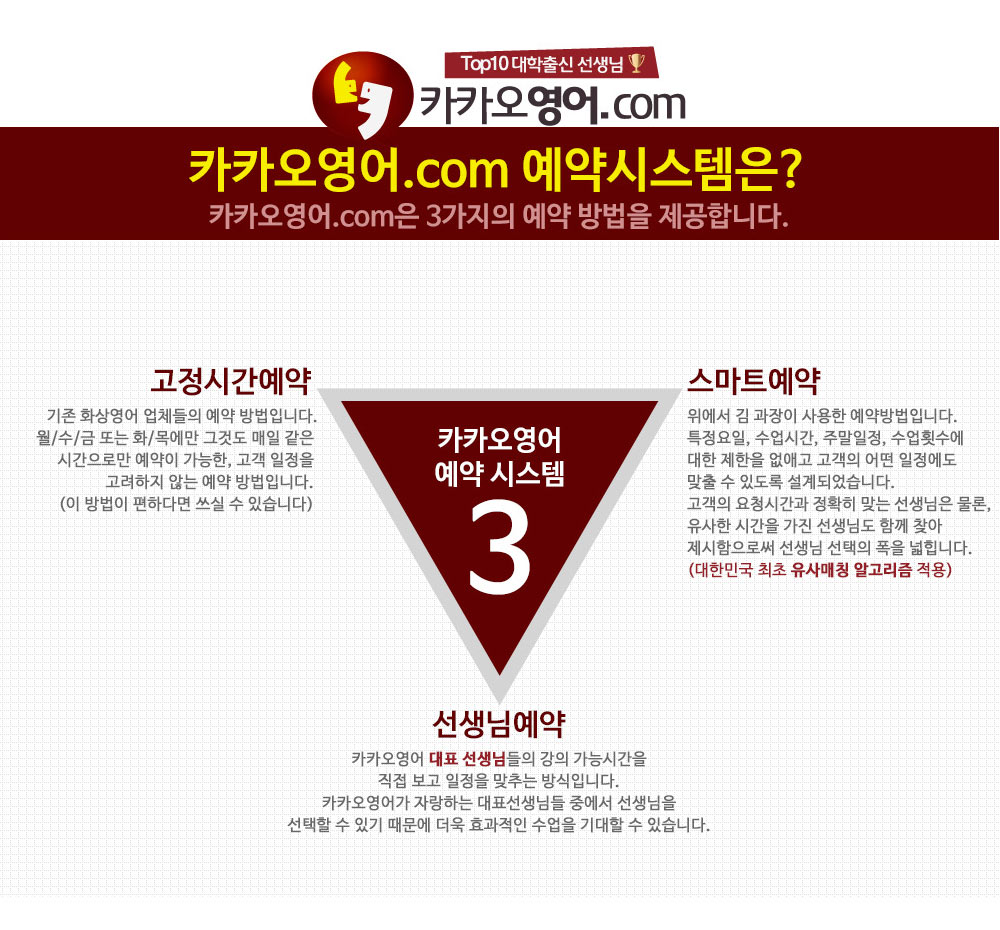 Top10 대학출신 선생님
카카오영어.com
카카오영어.com 예약시스템은?
카카오영어.com은 3가지의 예약 방법을 제공합니다.
고정시간예약
기존 화상영어 업체들의 예약 방법입니다.
월/수/금 또는 화/목에만 그것도 매일 같은
시간으로만 예약이 가능한, 고객 일정을
고려하지 않는 예약 방법입니다.
(이 방법이 편하다면 쓰실 수 있습니다)
카카오영어
예약 시스템
3
스마트예약
위에서 김 과장이 사용한 예약방법입니다.
특정요일, 수업시간, 주말일정, 수업횟수에
대한 제한을 없애고 고객의 어떤 일정에도
맞출 수 있도록 설계되었습니다.
고객의 요청시간과 정확히 맞는 선생님은 물론,
유사한 시간을 가진 선생님도 함께 찾아
제시함으로써 선생님 선택의 폭을 넓힙니다.
(대한민국 최초 유사매칭 알고리즘 적용)
선생님예약
카카오영어 대표 선생님들의 강의 가능시간을
직접 보고 일정을 맞추는 방식입니다.
카카오영어가 자랑하는 대표선생님들 중에서 선생님을
선택할 수 있기 때문에 더욱 효과적인 수업을 기대할 수 있습니다.